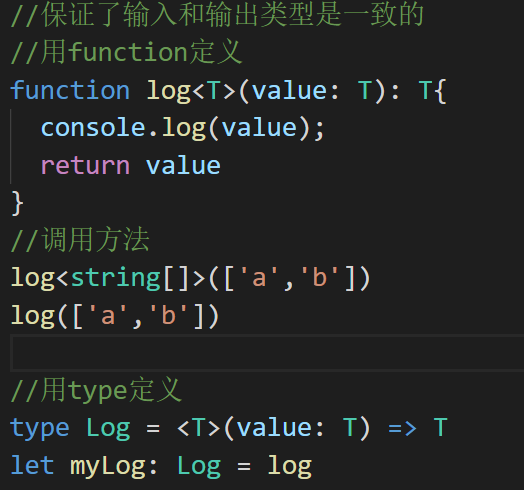 //保证了输入和输出类型是一致的
//用function定义
function log<T>(value: T): T{
  console.log(value);
  return value
}
//调用方法
log<string[]>(['a','b'])
log(['a','b'])
//用type定义
type Log = <T>(value: T) => T
let myLog: Log = log